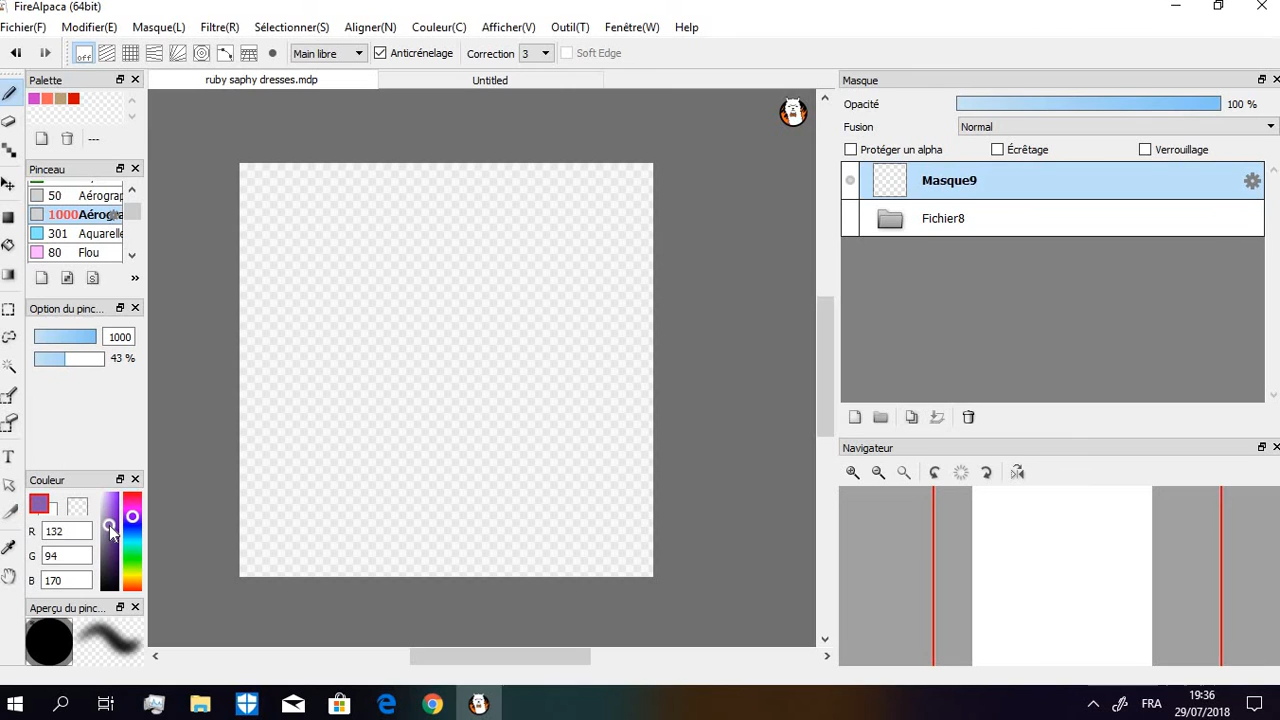 FireAlpaca (64bit)
Fichier(F) Modifier(E) Masque(L) Filtre(R) Sélectionner(S) Aligner(N) Couleur(C) Afficher(V) Outil(T) Fenêtre(W) Help
off Main libre Anticrénelage Correction 3 Soft Edge
Palette
ruby saphy dresses.mdp Untitled
---
Pinceau
50 Aérograp
1000 Aérogra
301 Aquarelle
80 Flou
»
Option du pinc...
1000
43 %
Couleur
R 132
G 94
B 170
Aperçu du pinc...
Masque
Opacité 100 %
Fusion Normal
Protéger un alpha Écrêtage Verrouillage
Masque9
Fichier8
Navigateur
FRA 19:36
29/07/2018